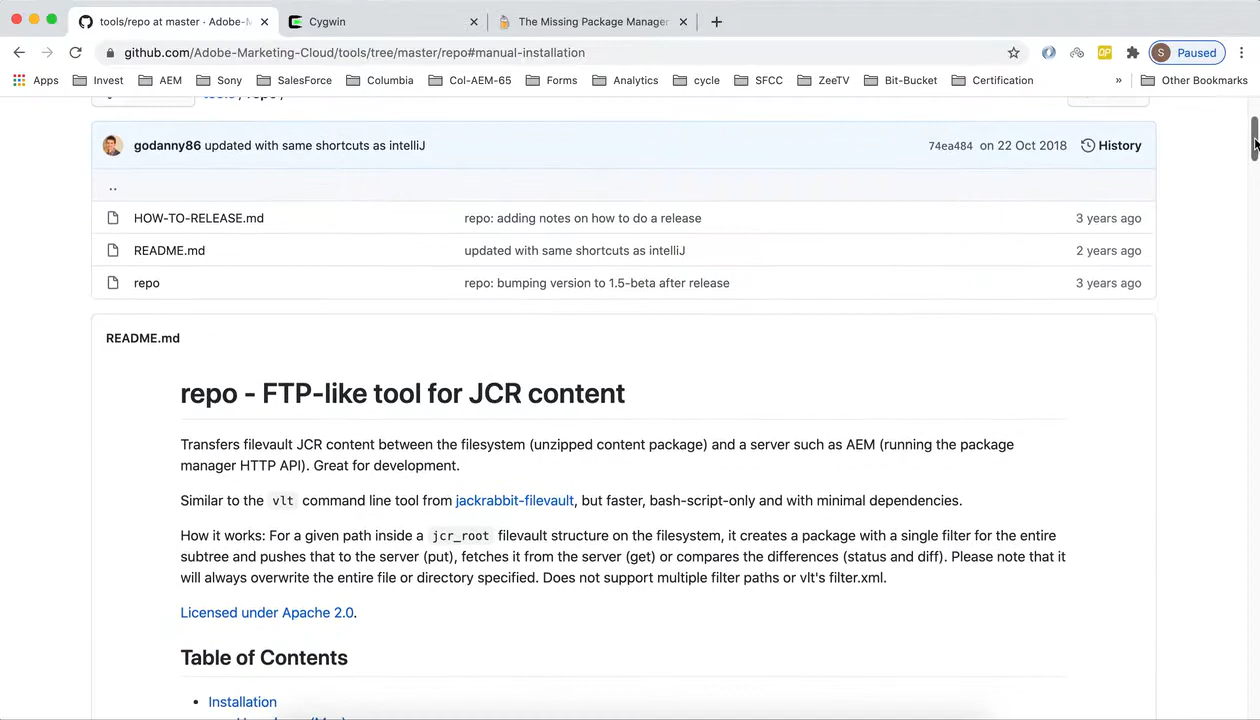 tools/repo at master · Adobe-M
Cygwin
The Missing Package Manager
github.com/Adobe-Marketing-Cloud/tools/tree/master/repo#manual-installation
S Paused
Apps Invest AEM Sony SalesForce Columbia Col-AEM-65 Forms Analytics cycle SFCC ZeeTV Bit-Bucket Certification » Other Bookmarks
godanny86 updated with same shortcuts as intelliJ 74ea484 on 22 Oct 2018 History
..
HOW-TO-RELEASE.md repo: adding notes on how to do a release 3 years ago
README.md updated with same shortcuts as intelliJ 2 years ago
repo repo: bumping version to 1.5-beta after release 3 years ago
README.md
repo - FTP-like tool for JCR content
Transfers filevault JCR content between the filesystem (unzipped content package) and a server such as AEM (running the package
manager HTTP API). Great for development.
Similar to the vlt command line tool from jackrabbit-filevault, but faster, bash-script-only and with minimal dependencies.
How it works: For a given path inside a jcr_root filevault structure on the filesystem, it creates a package with a single filter for the entire
subtree and pushes that to the server (put), fetches it from the server (get) or compares the differences (status and diff). Please note that it
will always overwrite the entire file or directory specified. Does not support multiple filter paths or vlt's filter.xml.
Licensed under Apache 2.0.
Table of Contents
• Installation